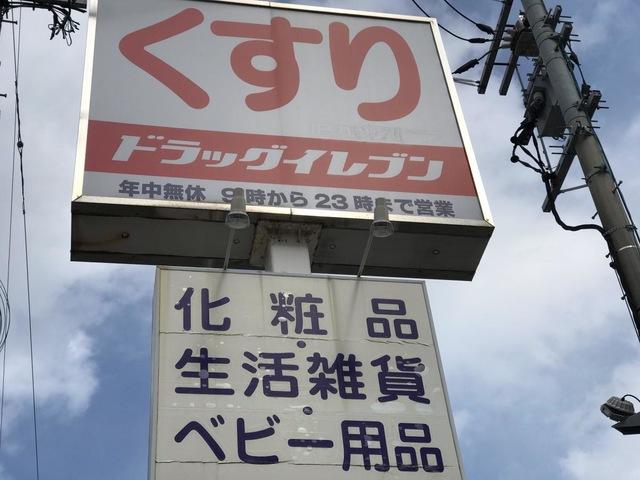 くすり
ドラッグイレブン
年中無休 9時から23時まで営業
化粧品
・
生活雑貨
・
ベビー用品